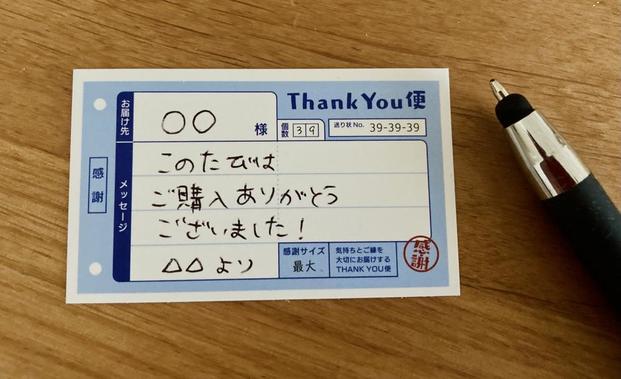 Thank You 便
お届け先
〇〇 様
個数 39
送り状No. 39-39-39
感謝
メッセージ
このたびは
ご購入ありがとう
ございました!
△△より
感謝サイズ
最大
気持ちとご縁を
大切にお届けする
THANK YOU便
感謝